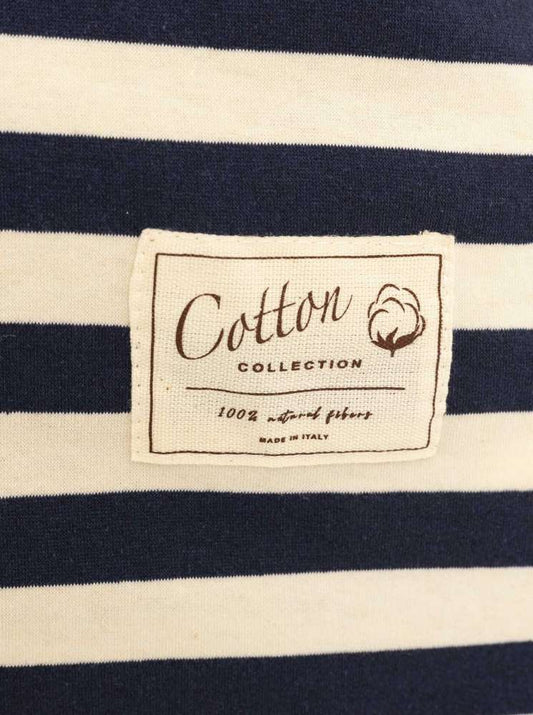 Cotton
COLLECTION
100% natural fibers
MADE IN ITALY